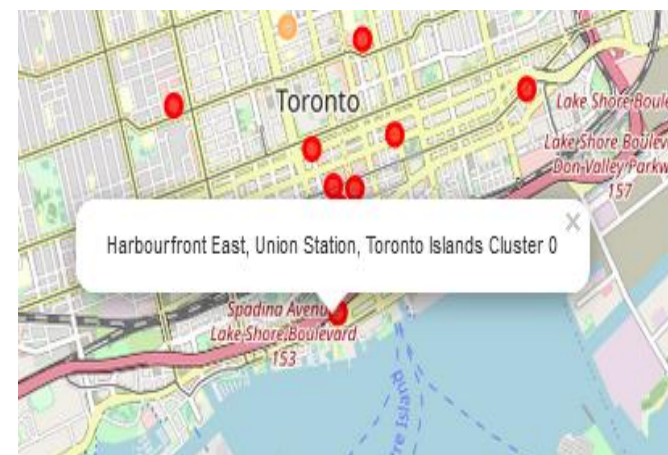 Toronto
Lake Shore Boule
Lake Shore Boulev
Don Valley Parkw
157
×
Harbourfront East, Union Station, Toronto Islands Cluster 0
Spadina Avenu
Lake Shore Boulevard
153